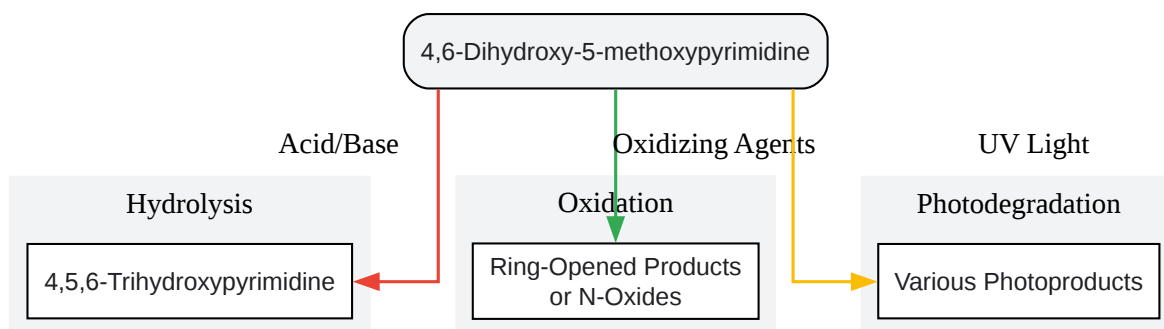 4,6-Dihydroxy-5-methoxypyrimidine
Acid/Base
Oxidizing Agents
UV Light
Hydrolysis
Oxidation
Photodegradation
4,5,6-Trihydroxypyrimidine
Ring-Opened Products
or N-Oxides
Various Photoproducts